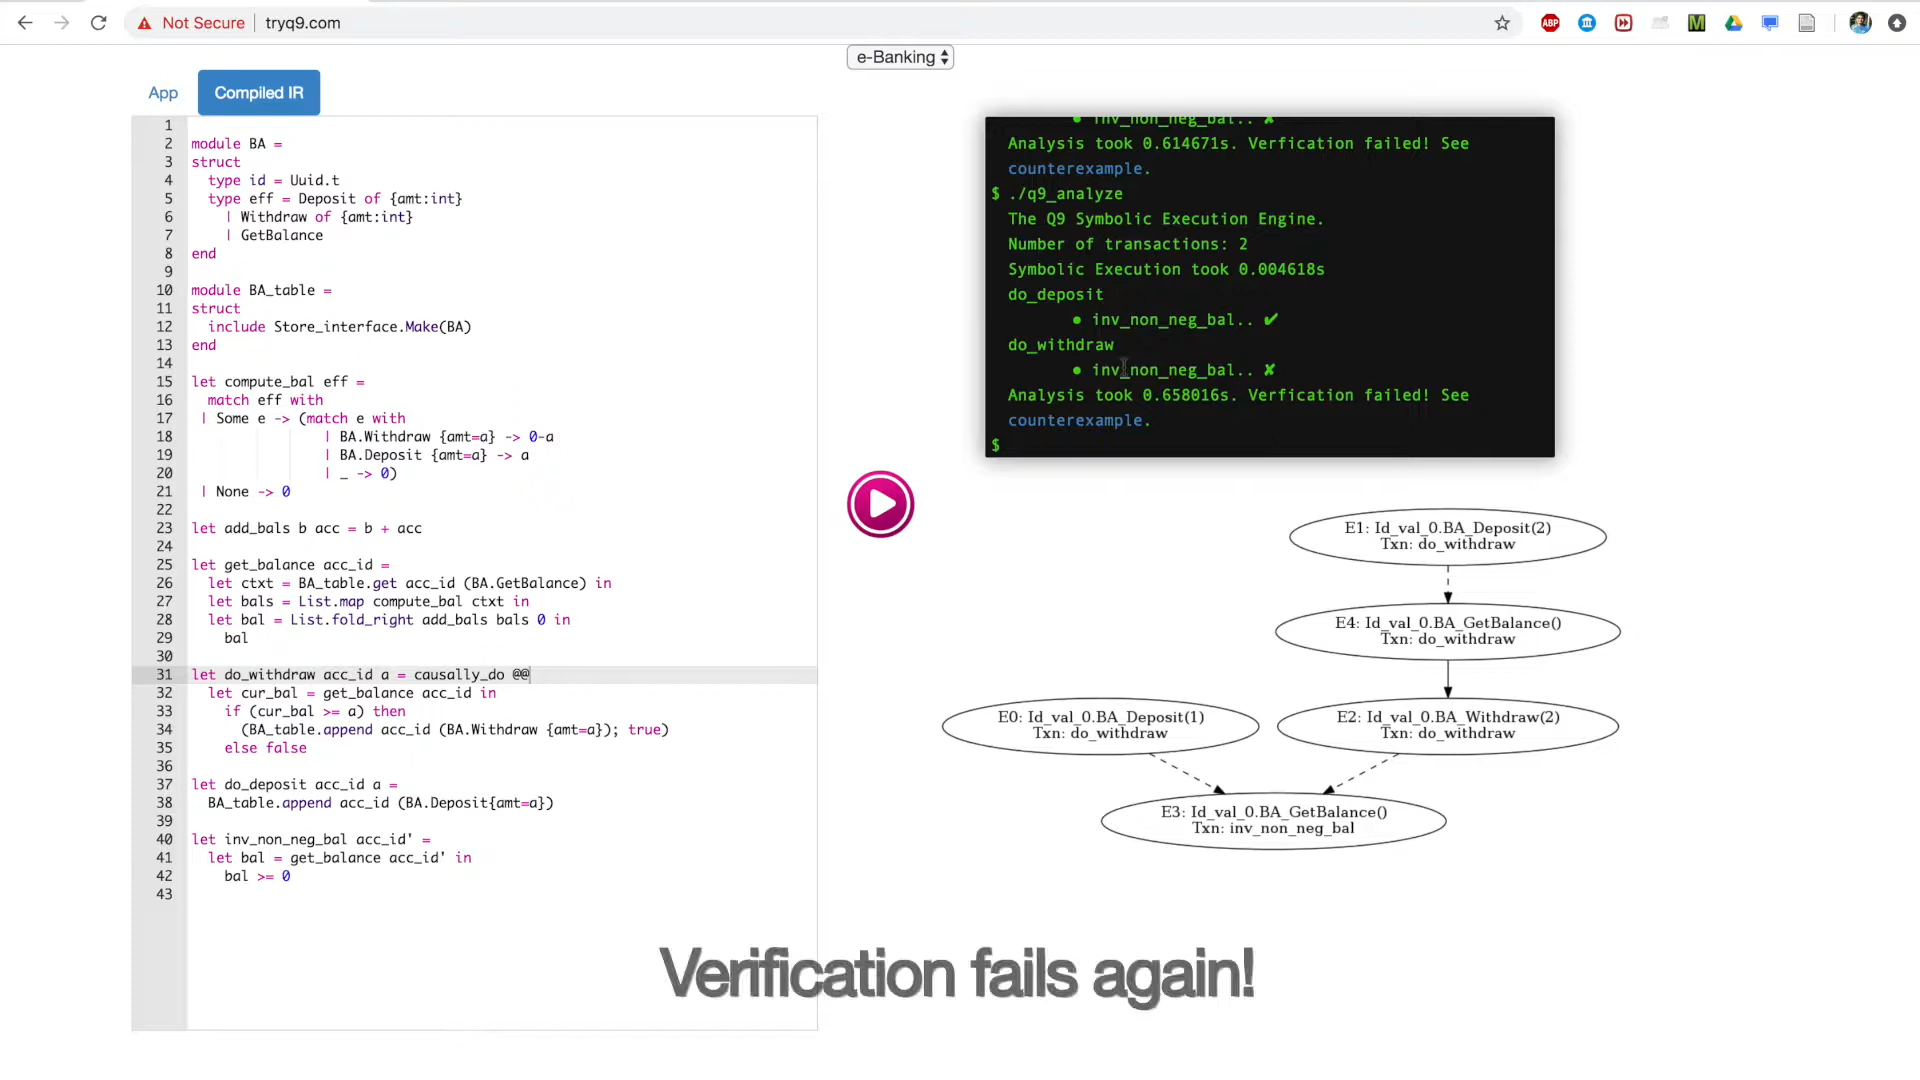 Not Secure
tryq9.com
e-Banking
App
Compiled IR
1
2 module BA =
3 struct
4 type id = Uuid.t
5 type eff = Deposit of {amt:int}
6 | Withdraw of {amt:int}
7 | GetBalance
8 end
9
10 module BA_table =
11 struct
12 include Store_interface.Make(BA)
13 end
14
15 let compute_bal eff =
16 match eff with
17 | Some e -> (match e with
18 | BA.Withdraw {amt=a} -> 0-a
19 | BA.Deposit {amt=a} -> a
20 | _ -> 0)
21 | None -> 0
22
23 let add_bals b acc = b + acc
24
25 let get_balance acc_id =
26 let ctxt = BA_table.get acc_id (BA.GetBalance) in
27 let bals = List.map compute_bal ctxt in
28 let bal = List.fold_right add_bals bals 0 in
29 bal
30
31 let do_withdraw acc_id a = causally_do @@
32 let cur_bal = get_balance acc_id in
33 if (cur_bal >= a) then
34 (BA_table.append acc_id (BA.Withdraw {amt=a}); true)
35 else false
36
37 let do_deposit acc_id a =
38 BA_table.append acc_id (BA.Deposit{amt=a})
39
40 let inv_non_neg_bal acc_id' =
41 let bal = get_balance acc_id' in
42 bal >= 0
43
• inv_non_neg_bal.. ✘
Analysis took 0.614671s. Verfication failed! See
counterexample.
$ ./q9_analyze
The Q9 Symbolic Execution Engine.
Number of transactions: 2
Symbolic Execution took 0.004618s
do_deposit
• inv_non_neg_bal.. ✔
do_withdraw
• inv_non_neg_bal.. ✘
Analysis took 0.658016s. Verfication failed! See
counterexample.
$
E1: Id_val_0.BA_Deposit(2)
Txn: do_withdraw
E4: Id_val_0.BA_GetBalance()
Txn: do_withdraw
E0: Id_val_0.BA_Deposit(1)
Txn: do_withdraw
E2: Id_val_0.BA_Withdraw(2)
Txn: do_withdraw
E3: Id_val_0.BA_GetBalance()
Txn: inv_non_neg_bal
Verification fails again!
ABP
M